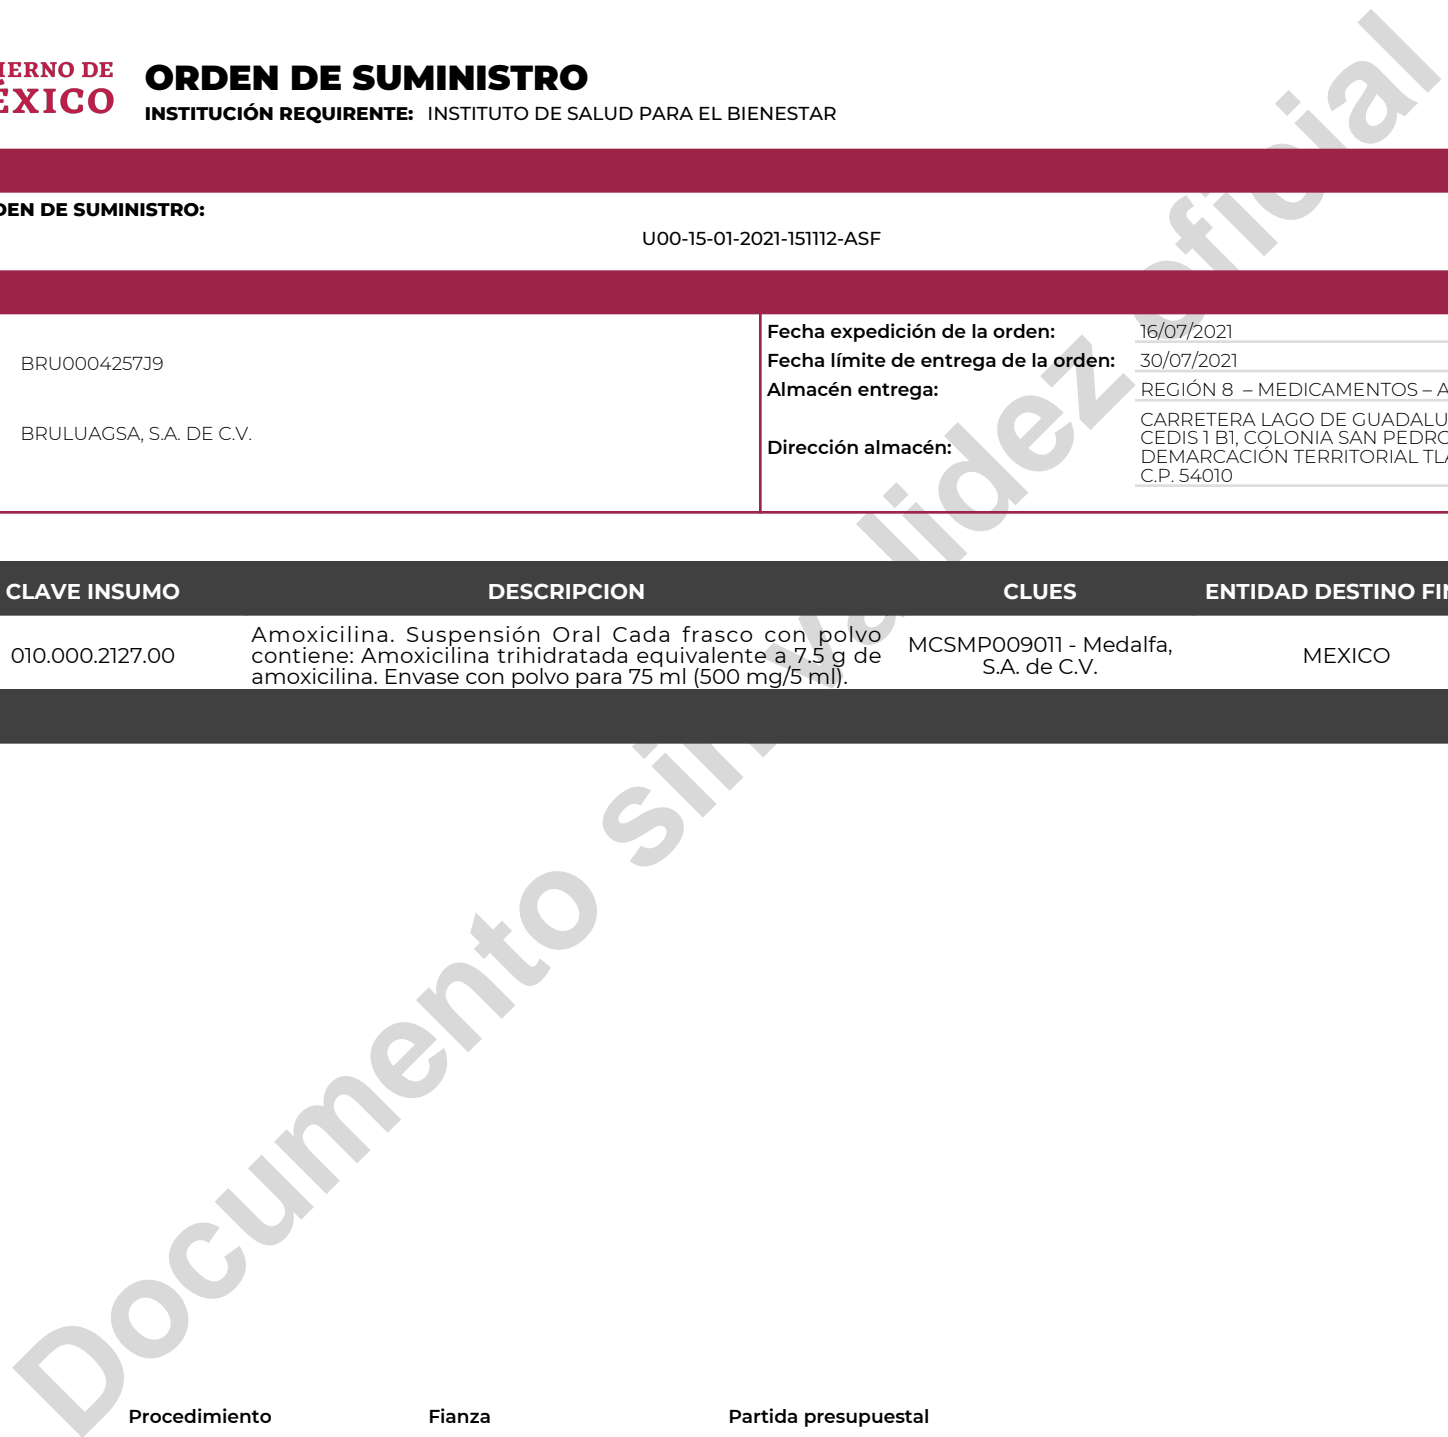 IERNO DE
ÉXICO
ORDEN DE SUMINISTRO
INSTITUCIÓN REQUIRENTE: INSTITUTO DE SALUD PARA EL BIENESTAR
DEN DE SUMINISTRO:
U00-15-01-2021-151112-ASF
BRU0004257J9
BRULUAGSA, S.A. DE C.V.
Fecha expedición de la orden: 16/07/2021
Fecha límite de entrega de la orden: 30/07/2021
Almacén entrega: REGIÓN 8 – MEDICAMENTOS – A
Dirección almacén: CARRETERA LAGO DE GUADALU
CEDIS 1 B1, COLONIA SAN PEDRO
DEMARCACIÓN TERRITORIAL TLA
C.P. 54010
CLAVE INSUMO DESCRIPCION CLUES ENTIDAD DESTINO FIN
010.000.2127.00
Amoxicilina. Suspensión Oral Cada frasco con polvo
contiene: Amoxicilina trihidratada equivalente a 7.5 g de
amoxicilina. Envase con polvo para 75 ml (500 mg/5 ml).
MCSMP009011 - Medalfa,
S.A. de C.V.
MEXICO
Documento sin validez oficial
Procedimiento Fianza Partida presupuestal